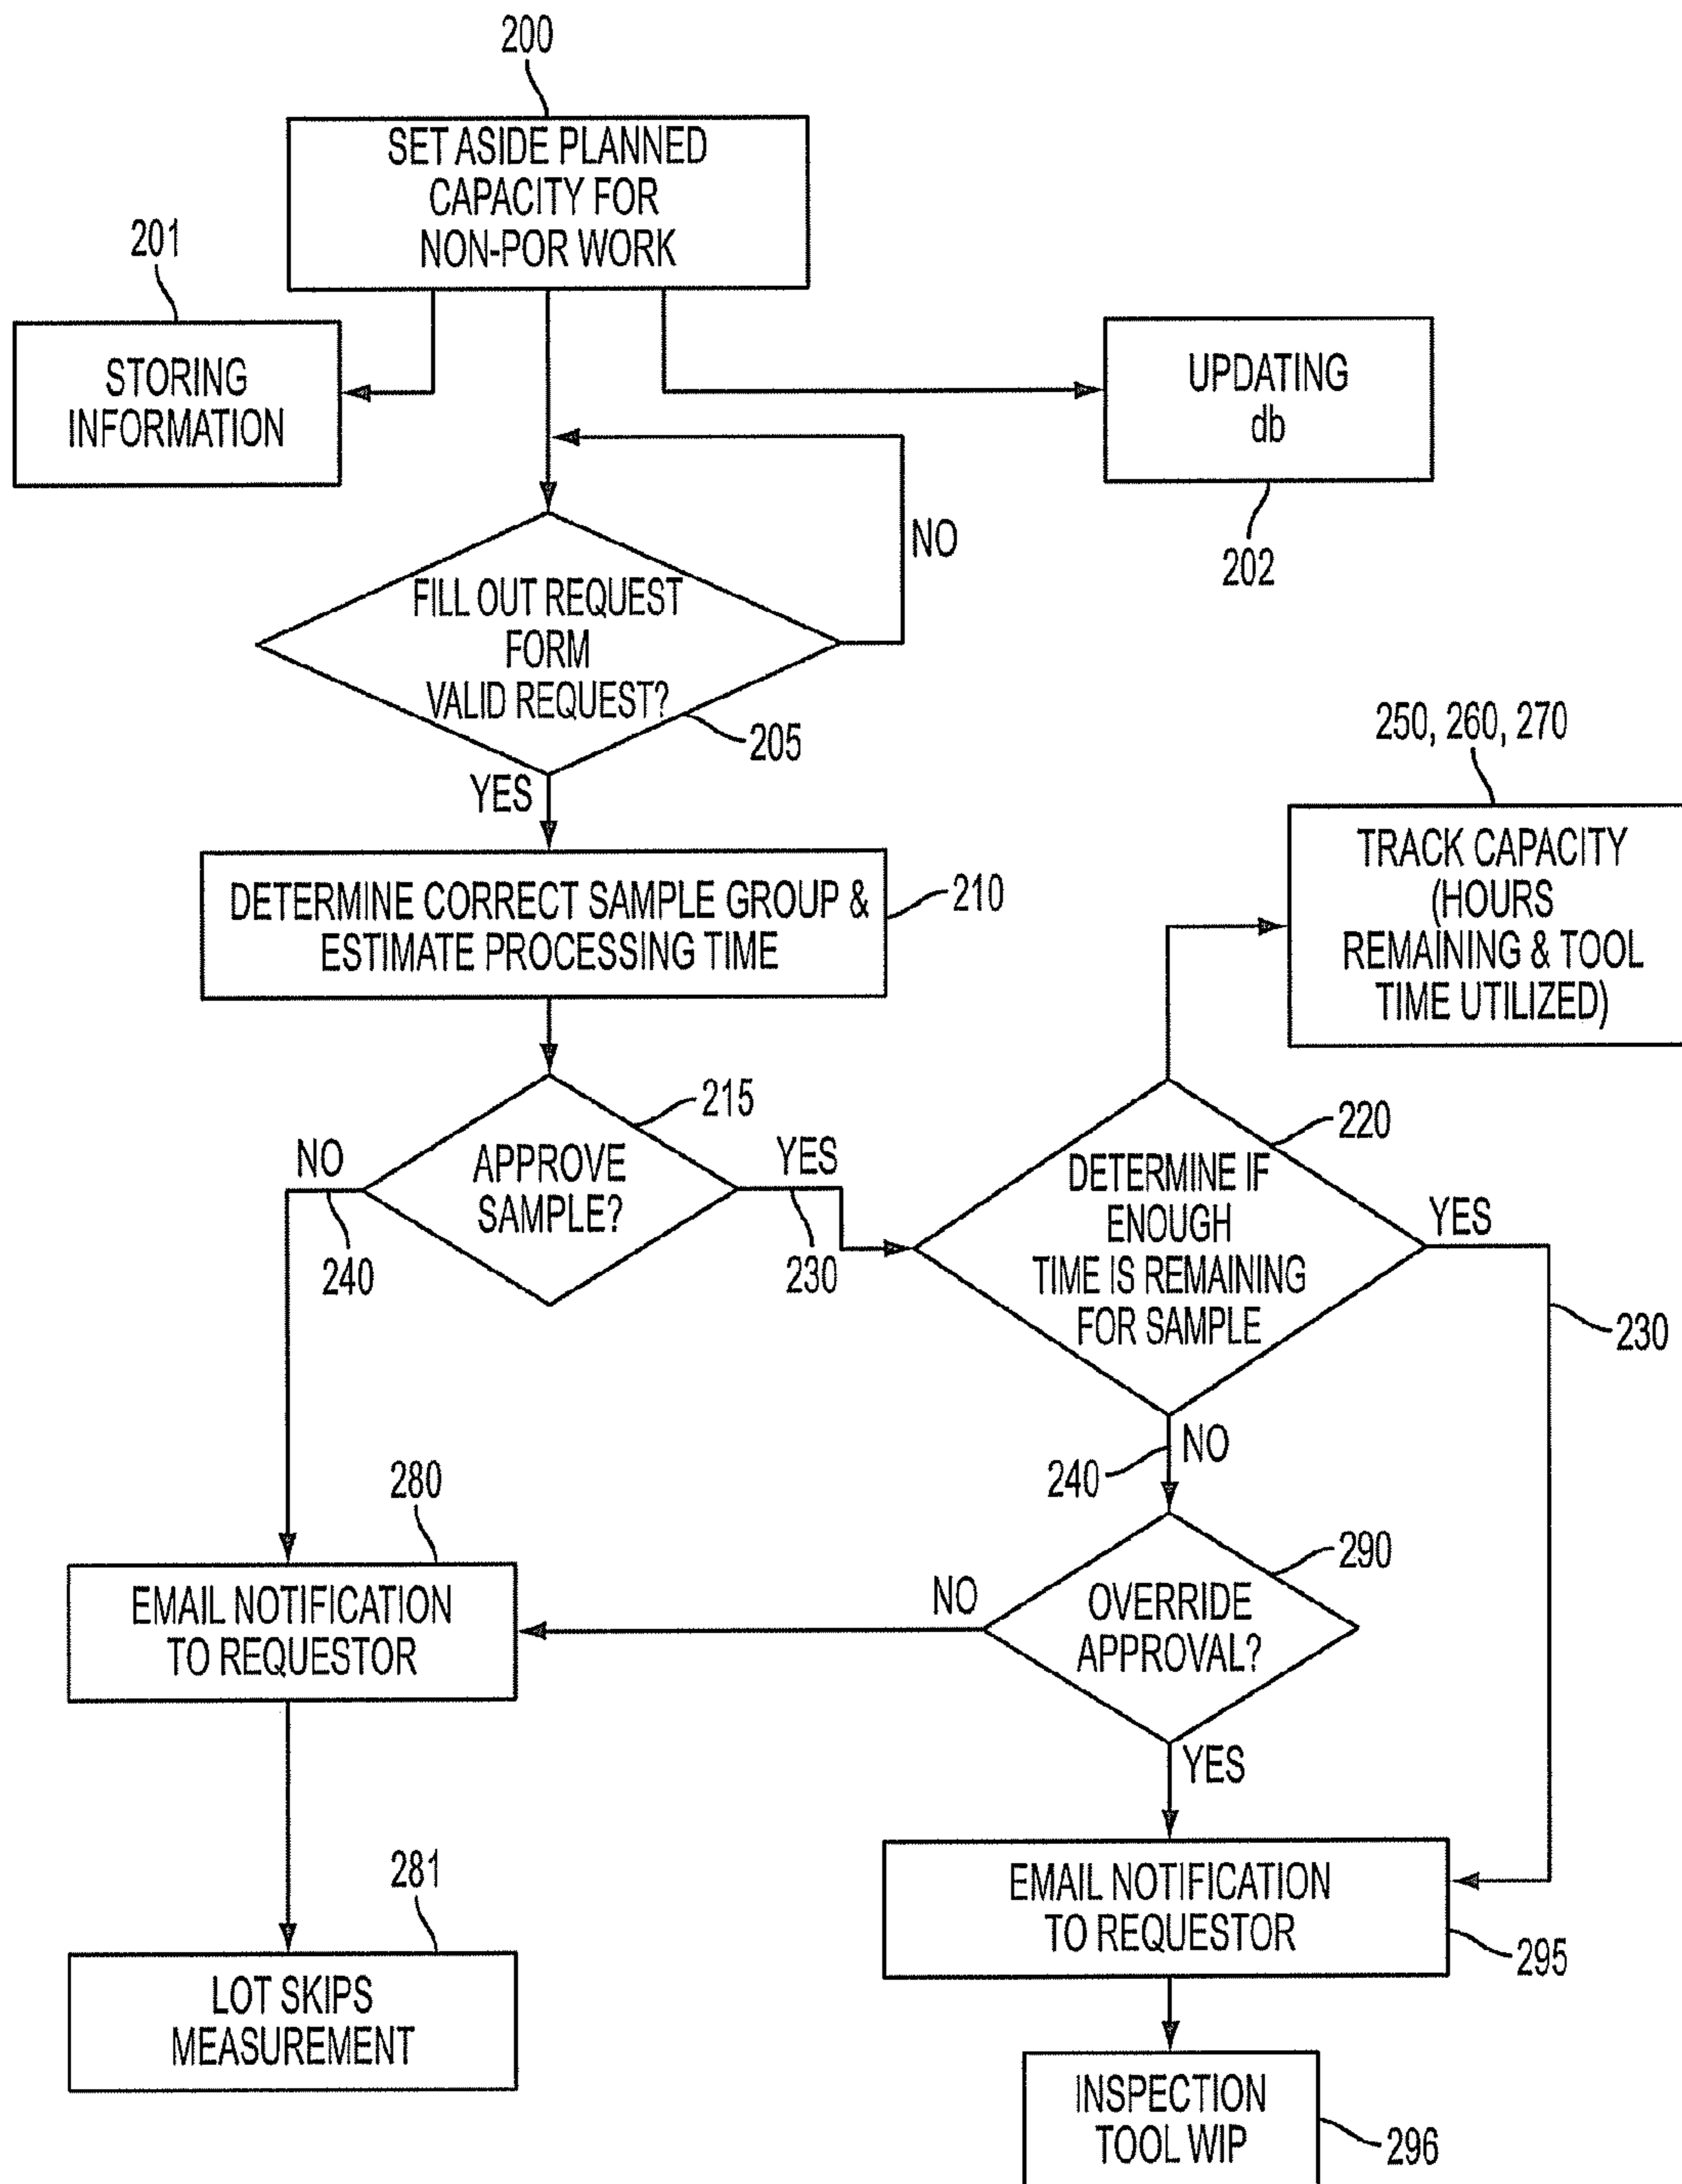 200
SET ASIDE PLANNED
CAPACITY FOR
NON-POR WORK
201
STORING
INFORMATION
UPDATING
db
202
NO
FILL OUT REQUEST
FORM
VALID REQUEST?
205
YES
250, 260, 270
TRACK CAPACITY
(HOURS
REMAINING & TOOL
TIME UTILIZED)
DETERMINE CORRECT SAMPLE GROUP &
ESTIMATE PROCESSING TIME
210
215
NO
APPROVE
SAMPLE?
YES
240
230
220
DETERMINE IF
ENOUGH
TIME IS REMAINING
FOR SAMPLE
YES
230
NO
240
280
EMAIL NOTIFICATION
TO REQUESTOR
NO
OVERRIDE
APPROVAL?
290
YES
281
LOT SKIPS
MEASUREMENT
EMAIL NOTIFICATION
TO REQUESTOR
295
INSPECTION
TOOL WIP
296